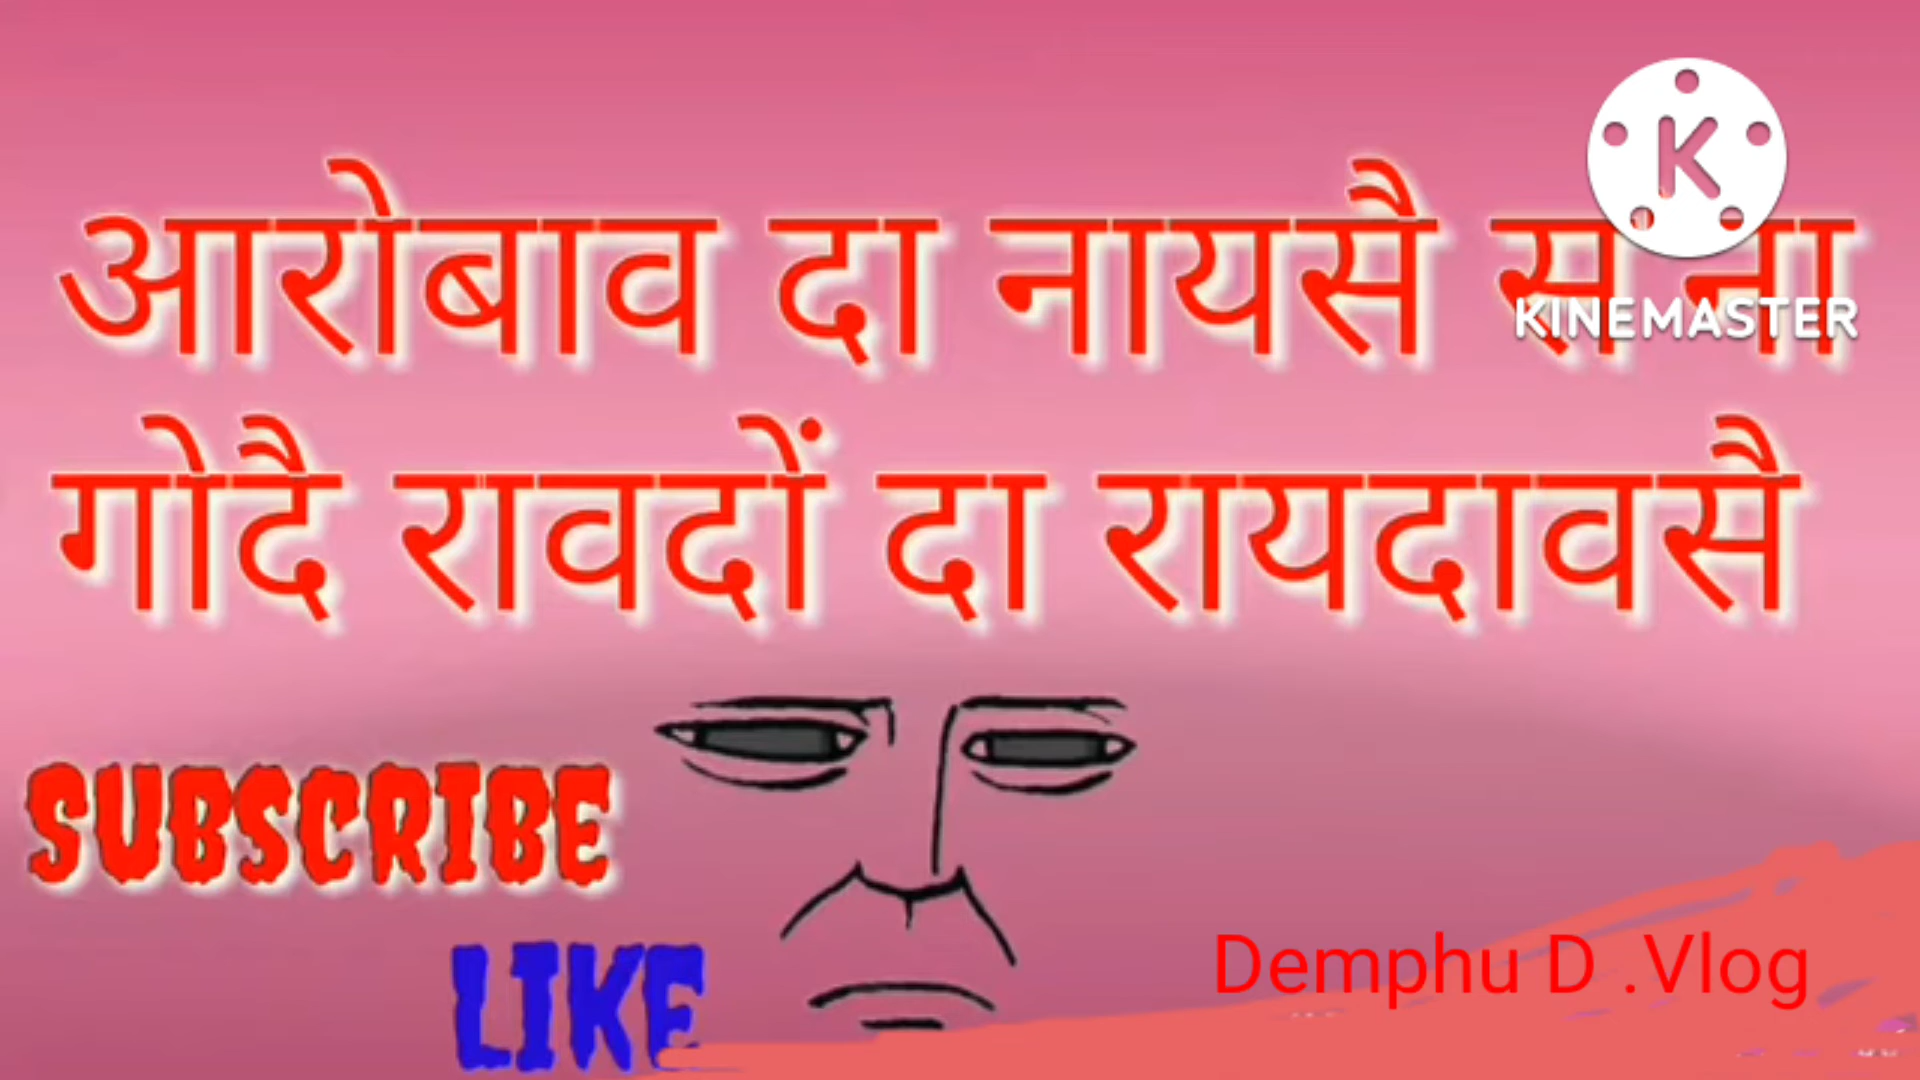 आरोबाव दा नायसै स ना
KINEMASTER
गोदै रावदों दा रायदावसै
SUBSCRIBE
LIKE
Demphu D .Vlog